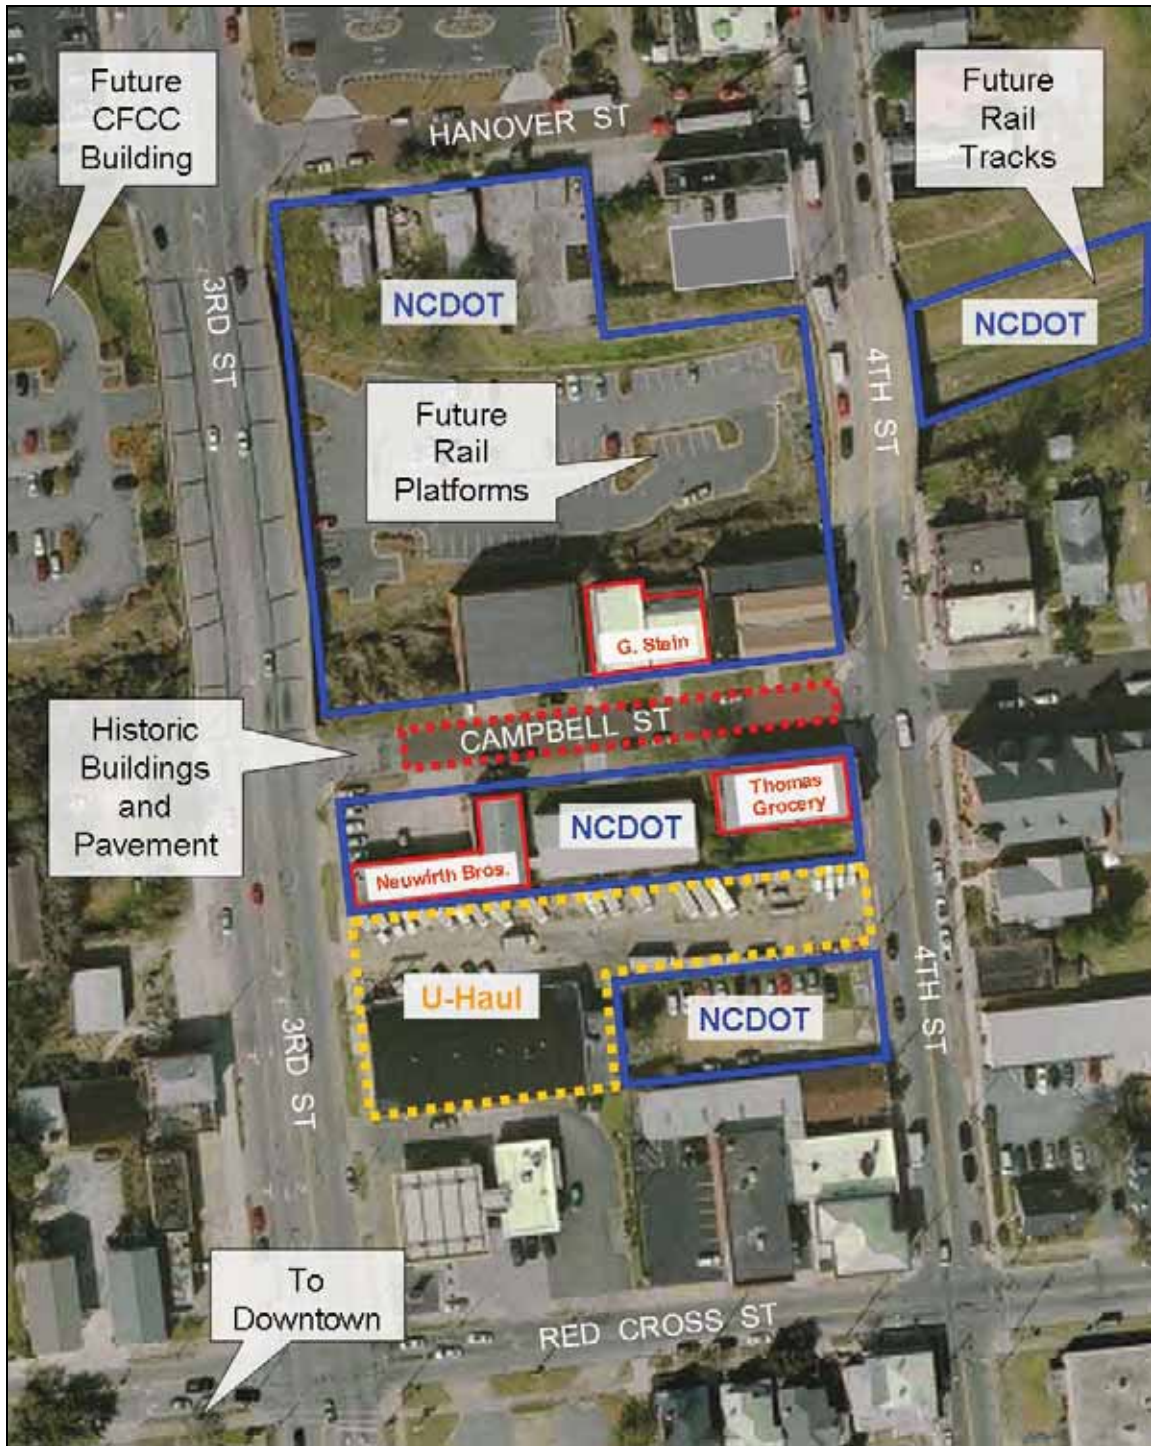 Future
CFCC
Building
HANOVER ST
Future
Rail
Tracks
3RD ST
NCDOT
NCDOT
4TH ST
Future
Rail
Platforms
G. Stein
Historic
Buildings
and
Pavement
CAMPBELL ST
Thomas
Grocery
NCDOT
Neuwirth Bros.
U-Haul
NCDOT
3RD ST
4TH ST
To
Downtown
RED CROSS ST